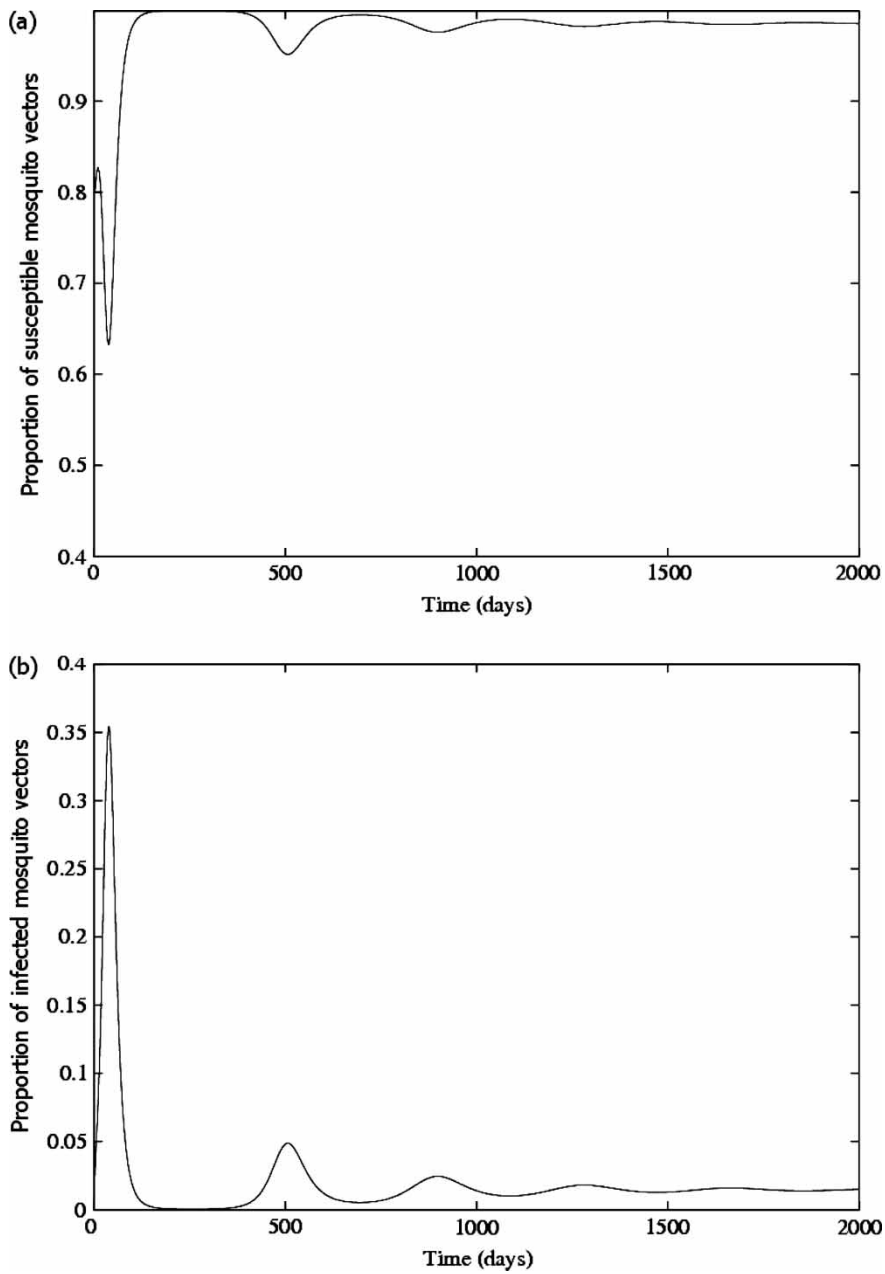 (a)
Proportion of susceptible mosquito vectors
0.9
0.8
0.7
0.6
0.5
0.4
0 500 1000 1500 2000
Time (days)
(b)
Proportion of infected mosquito vectors
0.4
0.35
0.3
0.25
0.2
0.15
0.1
0.05
0
0 500 1000 1500 2000
Time (days)